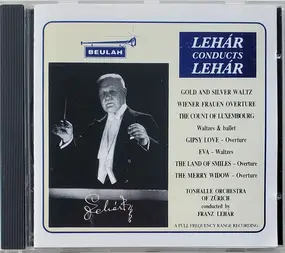 BEULAH
LEHÁR
CONDUCTS
LEHÁR
GOLD AND SILVER WALTZ
WIENER FRAUEN OVERTURE
THE COUNT OF LUXEMBOURG
Waltzes & ballet
GIPSY LOVE – Overture
EVA – Waltzes
THE LAND OF SMILES – Overture
THE MERRY WIDOW – Overture
TONHALLE ORCHESTRA
OF ZÜRICH
conducted by
FRANZ LEHAR
A FULL FREQUENCY RANGE RECORDING
Lehár